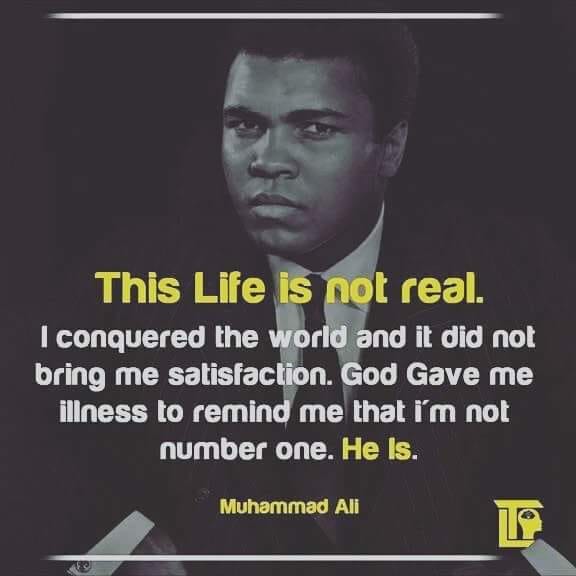 This Life is not real.
I conquered the world and it did not
bring me satisfaction. God Gave me
illness to remind me that i´m not
number one. He Is.
Muhammad Ali